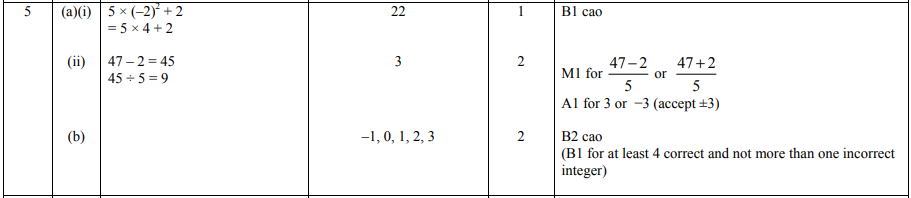 5 (a)(i) 5 × (–2)² + 2 22 1 B1 cao
= 5 × 4 + 2
(ii) 47 – 2 = 45 3 2 M1 for (47 – 2)/5 or (47 + 2)/5
45 ÷ 5 = 9
A1 for 3 or –3 (accept ±3)
(b) –1, 0, 1, 2, 3 2 B2 cao
(B1 for at least 4 correct and not more than one incorrect
integer)